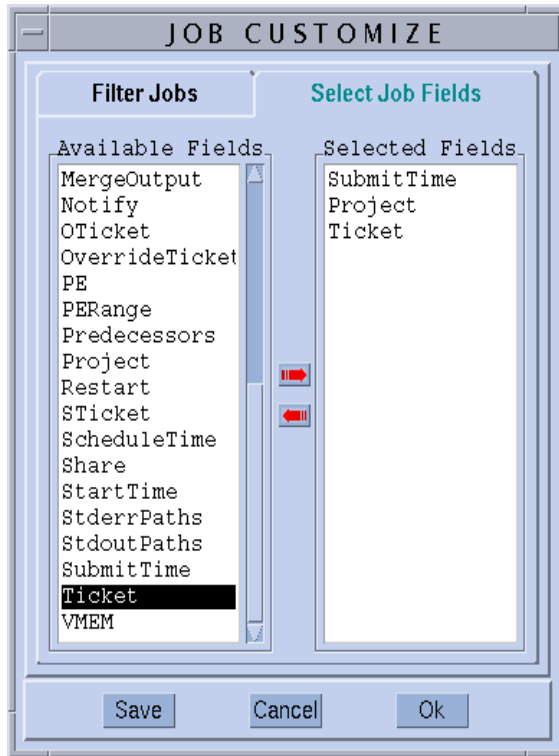 JOB CUSTOMIZE
Filter Jobs
Select Job Fields
Available Fields
MergeOutput
Notify
OTicket
OverrideTicket
PE
PERange
Predecessors
Project
Restart
STicket
ScheduleTime
Share
StartTime
StderrPaths
StdoutPaths
SubmitTime
Ticket
VMEM
Selected Fields
SubmitTime
Project
Ticket
Save
Cancel
Ok